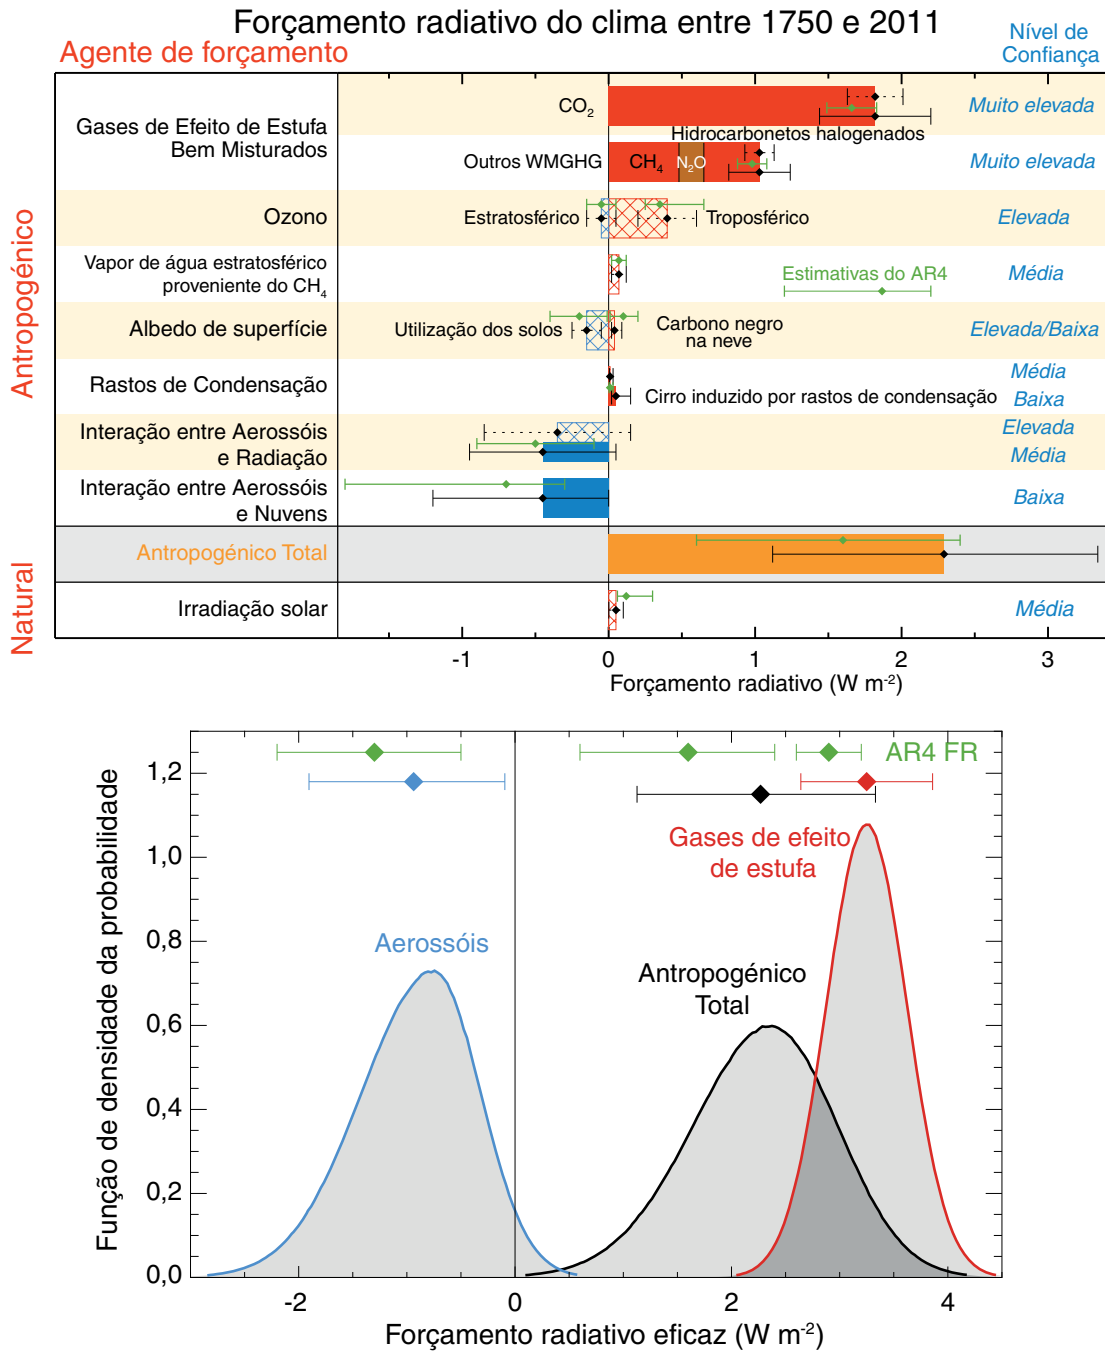 Forçamento radiativo do clima entre 1750 e 2011
Agente de forçamento
Nível de
Confiança
Antropogénico
Gases de Efeito de Estufa
Bem Misturados
CO2
Muito elevada
Hidrocarbonetos halogenados
Outros WMGHG
CH4
N2O
Muito elevada
Ozono
Estratosférico
Troposférico
Elevada
Vapor de água estratosférico
proveniente do CH4
Estimativas do AR4
Média
Albedo de superfície
Utilização dos solos
Carbono negro
na neve
Elevada/Baixa
Rastos de Condensação
Cirro induzido por rastos de condensação
Média
Baixa
Interação entre Aerossóis
e Radiação
Elevada
Média
Interação entre Aerossóis
e Nuvens
Baixa
Antropogénico Total
Natural
Irradiação solar
Média
-1 0 1 2 3
Forçamento radiativo (W m-2)
AR4 FR
Gases de efeito
de estufa
Aerossóis
Antropogénico
Total
Função de densidade da probabilidade
1,2
1,0
0,8
0,6
0,4
0,2
0,0
-2 0 2 4
Forçamento radiativo eficaz (W m-2)